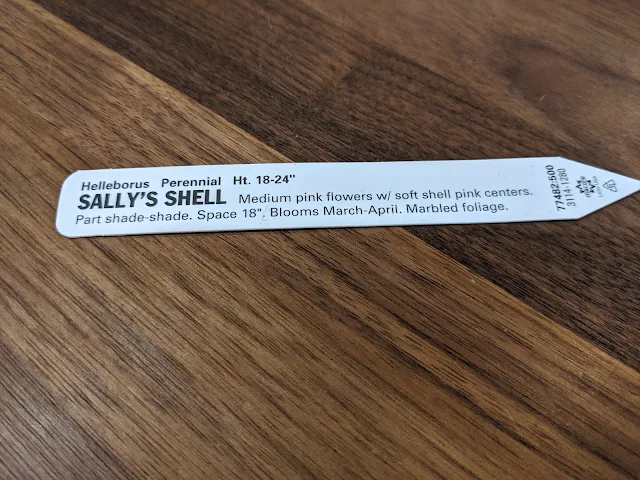 Helleborus Perennial Ht. 18-24"
SALLY'S SHELL Medium pink flowers w/ soft shell pink centers.
Part shade-shade. Space 18". Blooms March-April. Marbled foliage.
77482-500
3114-1280